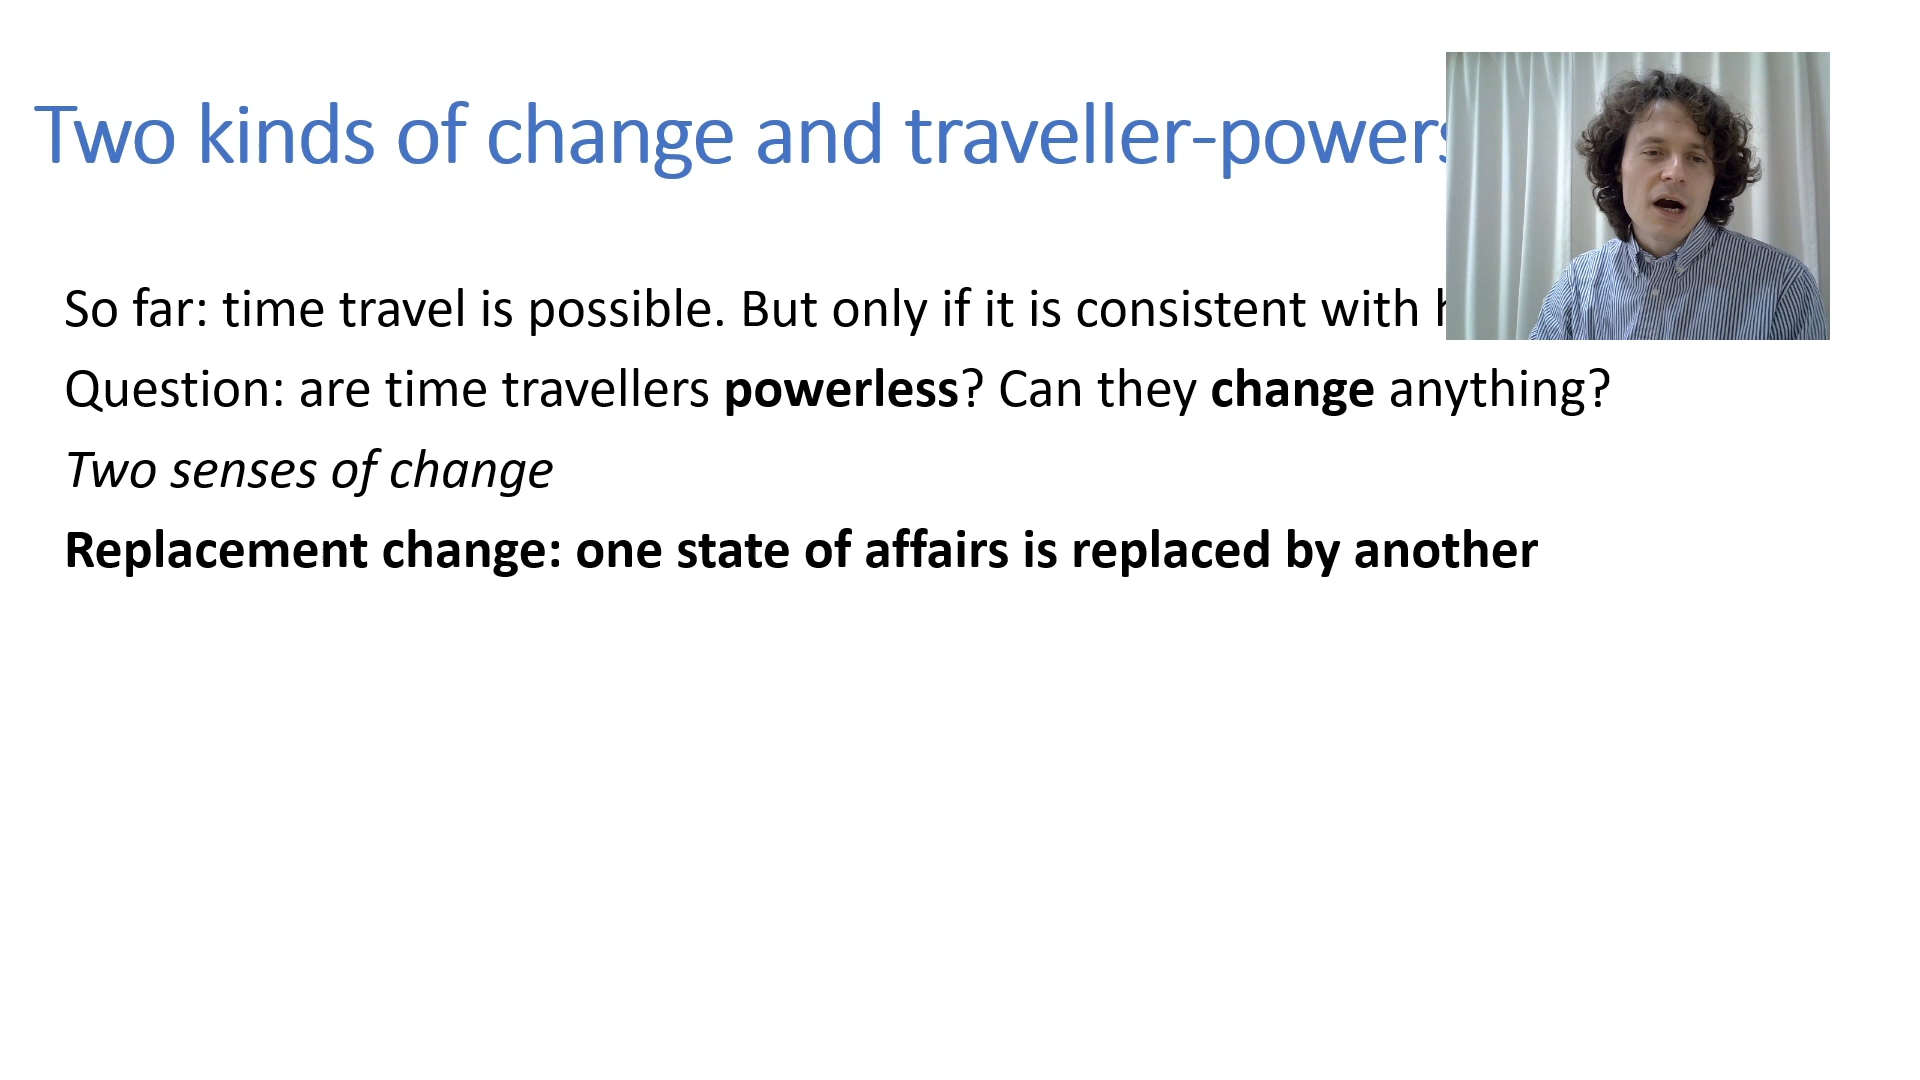 Two kinds of change and traveller-powers
So far: time travel is possible. But only if it is consistent with
Question: are time travellers powerless? Can they change anything?
Two senses of change
Replacement change: one state of affairs is replaced by another